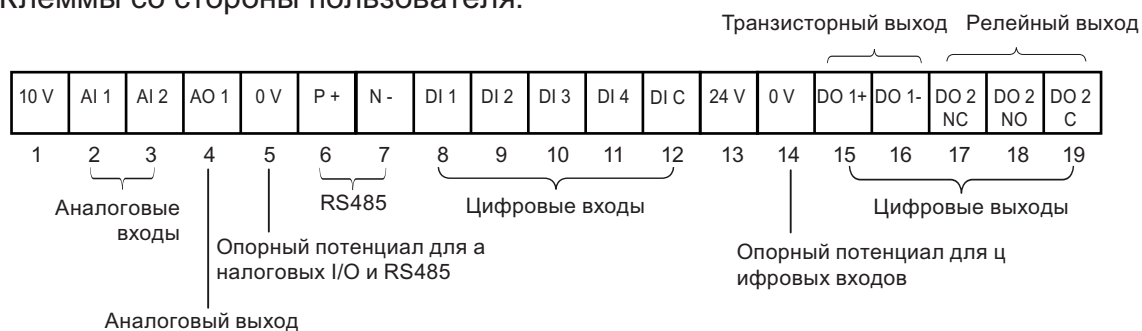 Клеммы со стороны пользователя.
Транзисторный выход Релейный выход
10 V AI 1 AI 2 AO 1 0 V P + N - DI 1 DI 2 DI 3 DI 4 DI C 24 V 0 V DO 1+ DO 1- DO 2 NC DO 2 NO DO 2 C
1 2 3 4 5 6 7 8 9 10 11 12 13 14 15 16 17 18 19
Аналоговые
входы
RS485
Цифровые входы
Цифровые выходы
Опорный потенциал для а
налоговых I/O и RS485
Опорный потенциал для ц
ифровых входов
Аналоговый выход